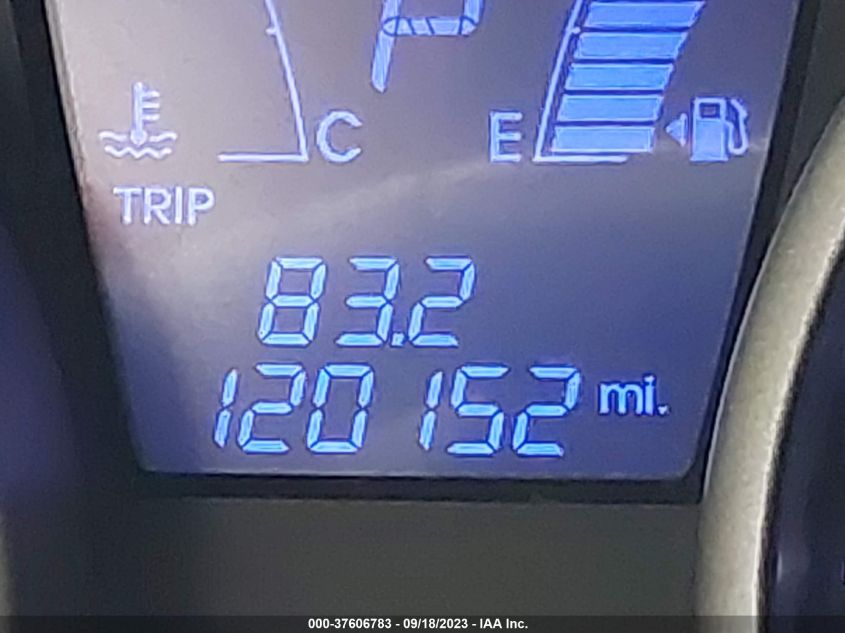 P
H
C
E
TRIP
83.2
120152 mi.
000-37606783 - 09/18/2023 - IAA Inc.